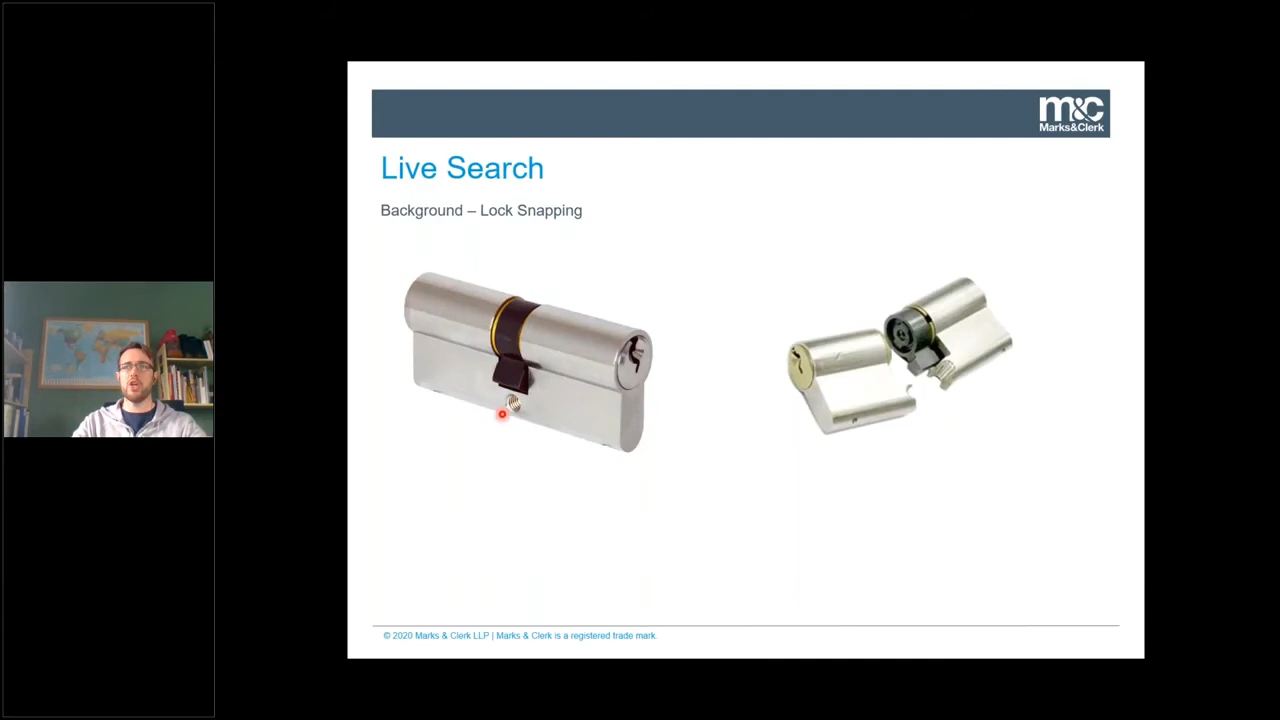 m&c
Marks&Clerk
Live Search
Background – Lock Snapping
© 2020 Marks & Clerk LLP | Marks & Clerk is a registered trade mark.